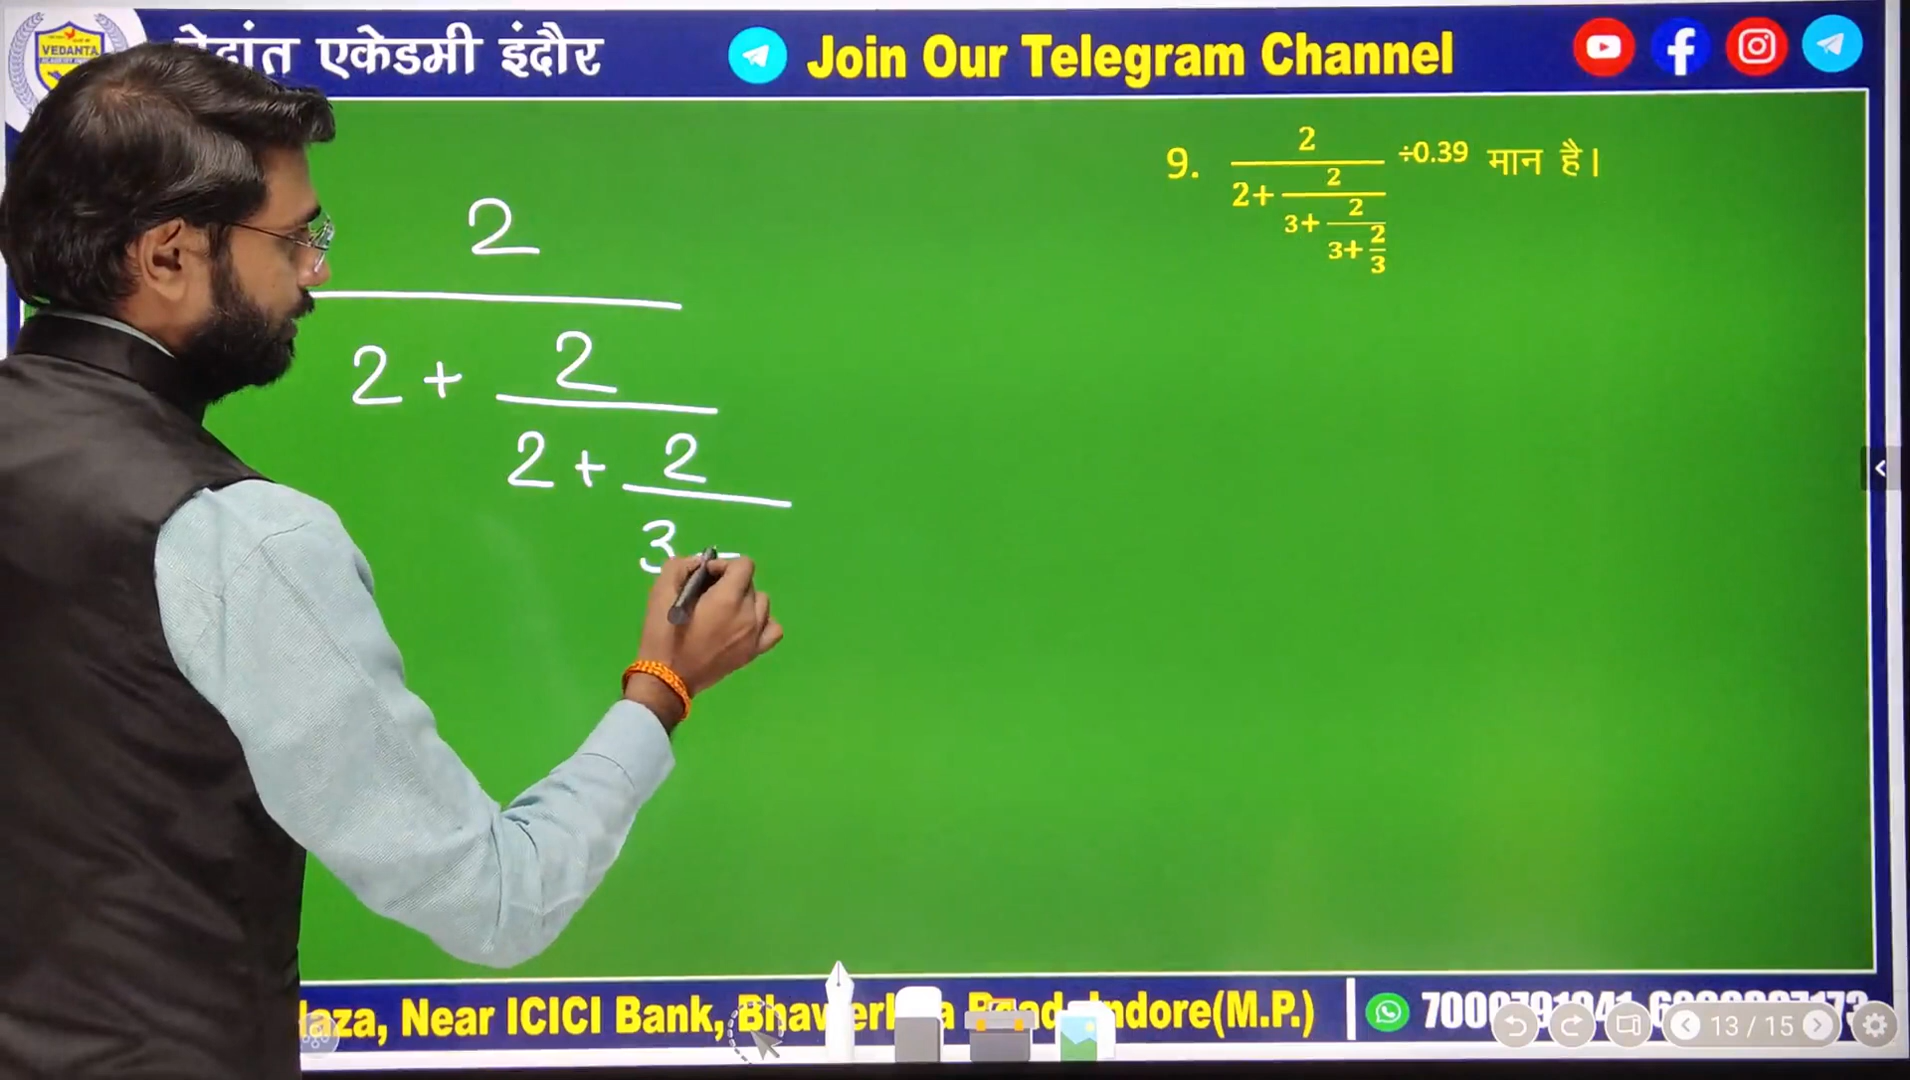 VEDANTA
वेदांत एकेडमी इंदौर
Join Our Telegram Channel
9. 2 ÷0.39 मान है।
2+ 2
3+ 2
3+ 2
3
2
2 + 2
2 + 2
3
Near ICICI Bank, Indore(M.P.)
13 / 15